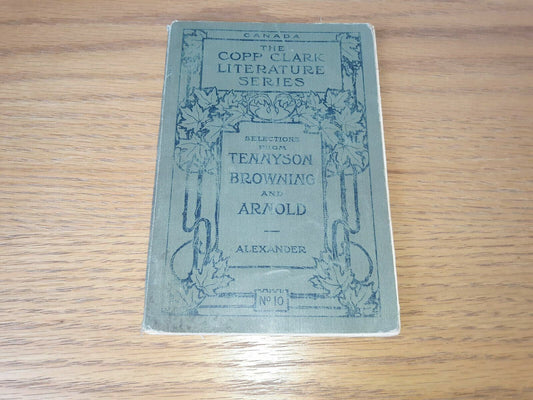 CANADA
THE
COPP CLARK
LITERATURE
SERIES
SELECTIONS
FROM
TENNYSON
BROWNING
AND
ARNOLD
ALEXANDER
No 10